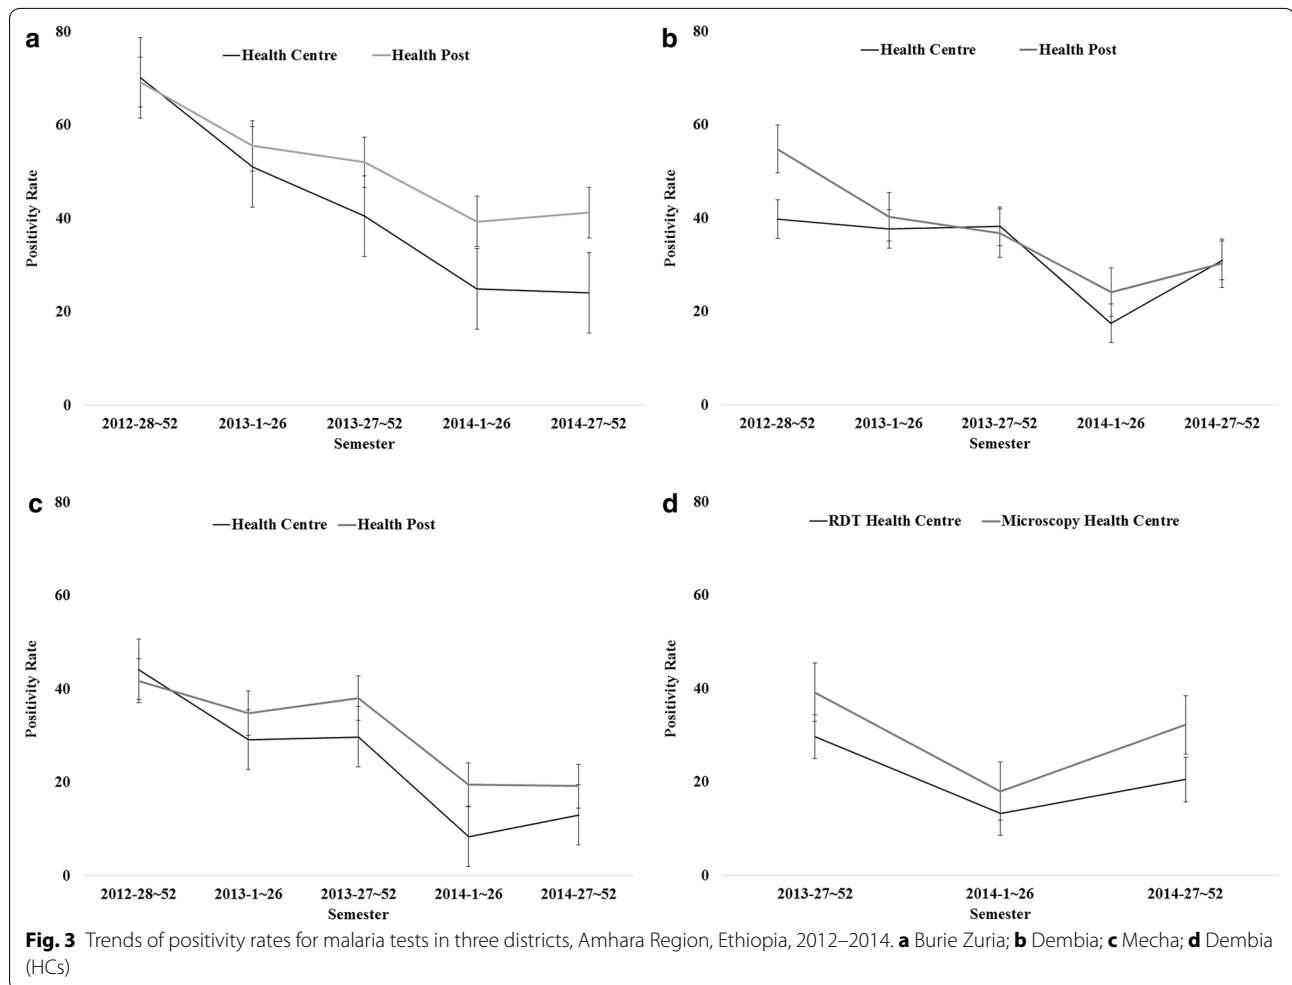 a
80
60
40
20
0
Positivity Rate
Health Centre Health Post
2012-28~52 2013-1~26 2013-27~52 2014-1~26 2014-27~52
Semester
b
80
60
40
20
0
Positivity Rate
Health Centre Health Post
2012-28~52 2013-1~26 2013-27~52 2014-1~26 2014-27~52
Semester
c
80
60
40
20
0
Positivity Rate
Health Centre Health Post
2012-28~52 2013-1~26 2013-27~52 2014-1~26 2014-27~52
Semester
d
80
60
40
20
0
Positivity Rate
RDT Health Centre Microscopy Health Centre
2013-27~52 2014-1~26 2014-27~52
Semester
Fig. 3 Trends of positivity rates for malaria tests in three districts, Amhara Region, Ethiopia, 2012–2014. a Burie Zuria; b Dembia; c Mecha; d Dembia
(HCs)